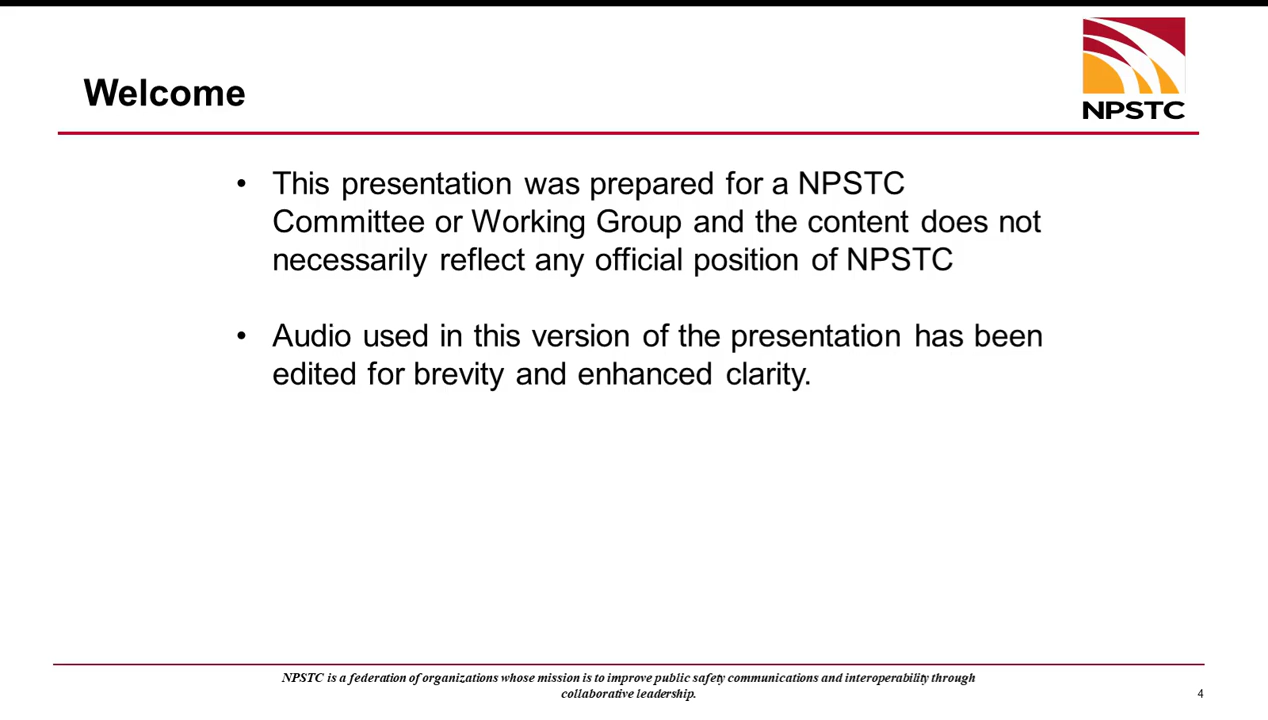 Welcome
NPSTC
• This presentation was prepared for a NPSTC
Committee or Working Group and the content does not
necessarily reflect any official position of NPSTC
• Audio used in this version of the presentation has been
edited for brevity and enhanced clarity.
NPSTC is a federation of organizations whose mission is to improve public safety communications and interoperability through
collaborative leadership.
4